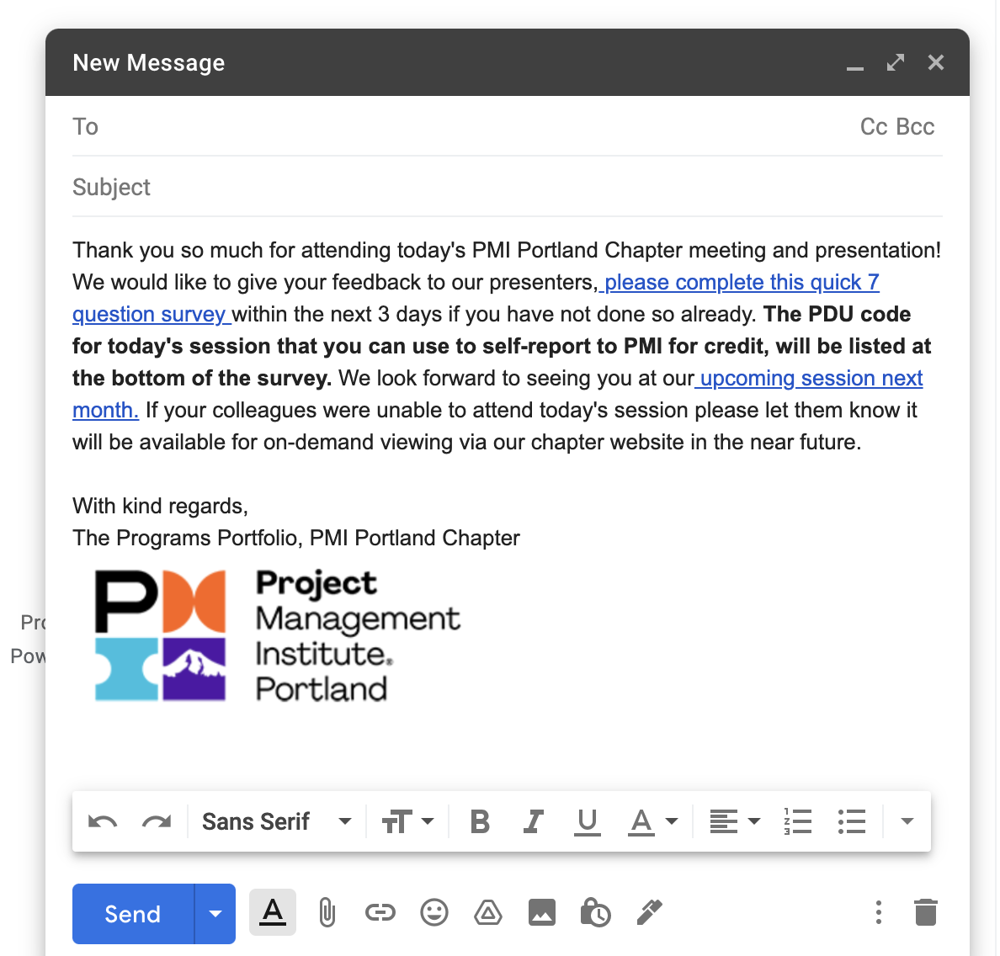 New Message
To
Cc Bcc
Subject
Thank you so much for attending today's PMI Portland Chapter meeting and presentation!
We would like to give your feedback to our presenters, please complete this quick 7
question survey within the next 3 days if you have not done so already. The PDU code
for today's session that you can use to self-report to PMI for credit, will be listed at
the bottom of the survey. We look forward to seeing you at our upcoming session next
month. If your colleagues were unable to attend today's session please let them know it
will be available for on-demand viewing via our chapter website in the near future.
With kind regards,
The Programs Portfolio, PMI Portland Chapter
Project
Management
Institute®
Portland
Sans Serif
Send